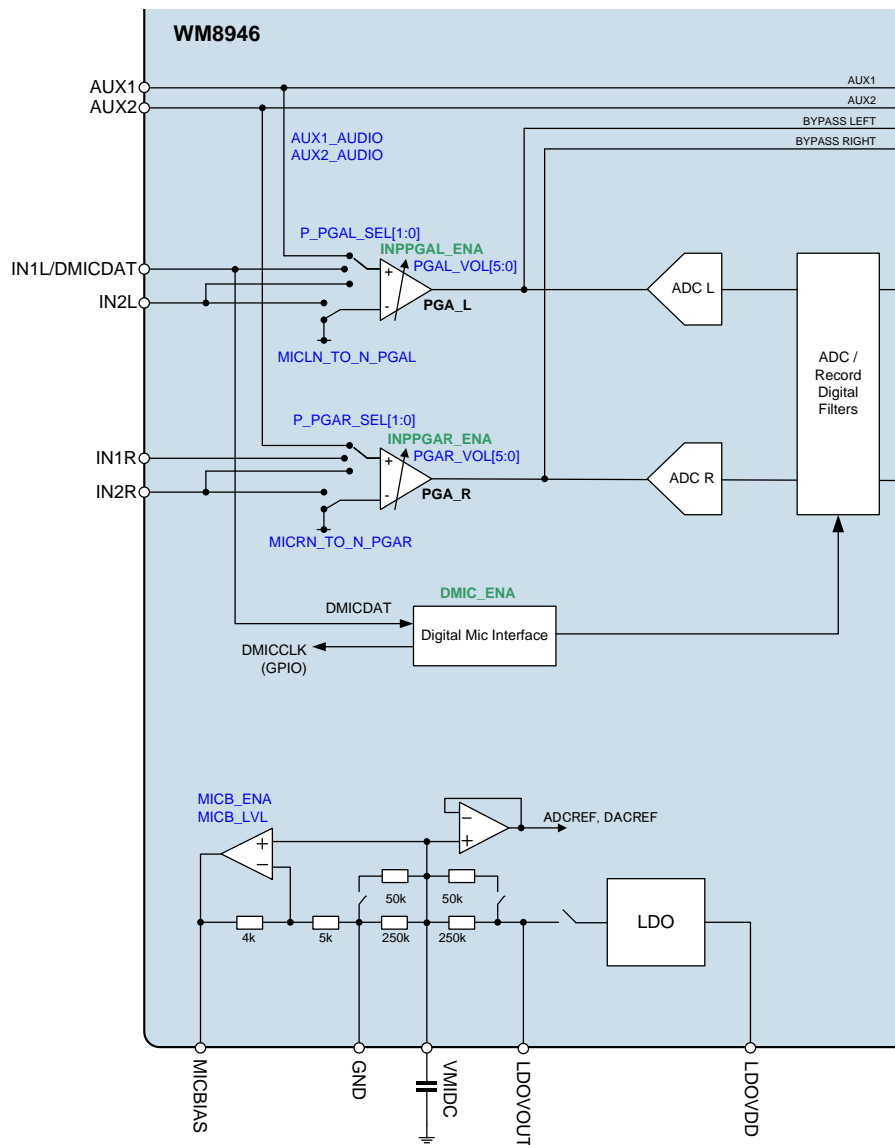 WM8946
AUX1
AUX1
AUX2
AUX2
BYPASS LEFT
BYPASS RIGHT
AUX1_AUDIO
AUX2_AUDIO
P_PGAL_SEL[1:0]
INPPGAL_ENA
PGAL_VOL[5:0]
IN1L/DMICDAT
+
ADC L
IN2L
-
PGA_L
MICLN_TO_N_PGAL
ADC /
Record
Digital
Filters
P_PGAR_SEL[1:0]
INPPGAR_ENA
PGAR_VOL[5:0]
IN1R
+
ADC R
IN2R
-
PGA_R
MICRN_TO_N_PGAR
DMIC_ENA
DMICDAT
Digital Mic Interface
DMICCLK
(GPIO)
MICB_ENA
MICB_LVL
−
ADCREF, DACREF
+
+
−
50k
50k
LDO
4k
5k
250k
250k
MICBIAS
GND
VMIDC
LDOVOUT
LDOVDD